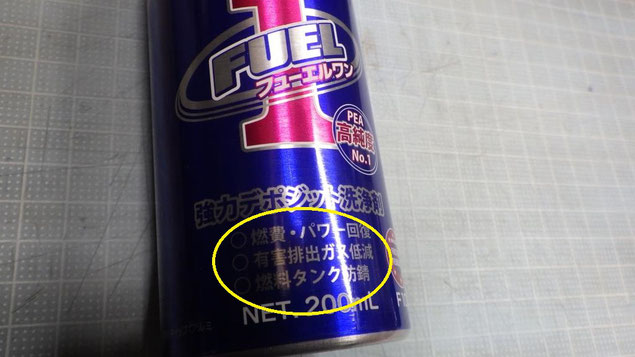 1
FUEL
フューエルワン
PEA
高純度
No.1
強力デポジット洗浄剤
○燃費・パワー回復
○有害排出ガス低減
○燃料タンク防錆
NET. 200mL